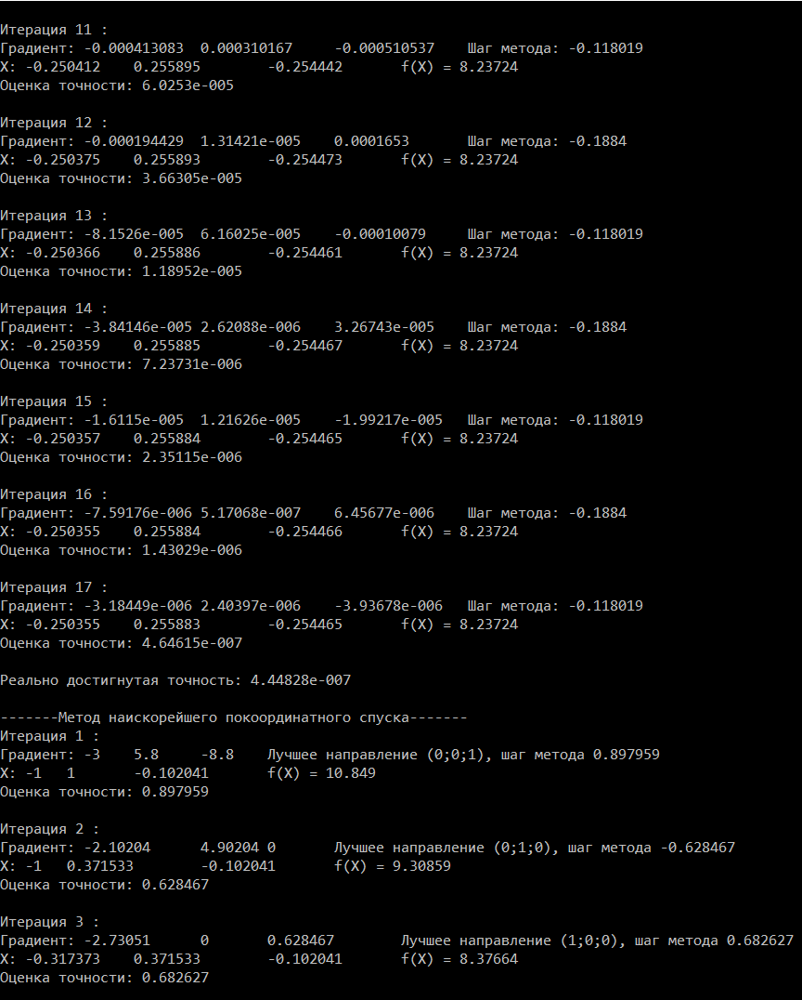 Итерация 11 :
Градиент: -0.000413083 0.000310167 -0.000510537 Шаг метода: -0.118019
X: -0.250412 0.255895 -0.254442 f(X) = 8.23724
Оценка точности: 6.0253e-005
Итерация 12 :
Градиент: -0.000194429 1.31421e-005 0.0001653 Шаг метода: -0.1884
X: -0.250375 0.255893 -0.254473 f(X) = 8.23724
Оценка точности: 3.66305e-005
Итерация 13 :
Градиент: -8.1526e-005 6.16025e-005 -0.00010079 Шаг метода: -0.118019
X: -0.250366 0.255886 -0.254461 f(X) = 8.23724
Оценка точности: 1.18952e-005
Итерация 14 :
Градиент: -3.84146e-005 2.62088e-006 3.26743e-005 Шаг метода: -0.1884
X: -0.250359 0.255885 -0.254467 f(X) = 8.23724
Оценка точности: 7.23731e-006
Итерация 15 :
Градиент: -1.6115e-005 1.21626e-005 -1.99217e-005 Шаг метода: -0.118019
X: -0.250357 0.255884 -0.254465 f(X) = 8.23724
Оценка точности: 2.35115e-006
Итерация 16 :
Градиент: -7.59176e-006 5.17068e-007 6.45677e-006 Шаг метода: -0.1884
X: -0.250355 0.255884 -0.254466 f(X) = 8.23724
Оценка точности: 1.43029e-006
Итерация 17 :
Градиент: -3.18449e-006 2.40397e-006 -3.93678e-006 Шаг метода: -0.118019
X: -0.250355 0.255883 -0.254465 f(X) = 8.23724
Оценка точности: 4.64615e-007
Реально достигнутая точность: 4.44828e-007
-------Метод наискорейшего покоординатного спуска-------
Итерация 1 :
Градиент: -3 5.8 -8.8 Лучшее направление (0;0;1), шаг метода 0.897959
X: -1 1 -0.102041 f(X) = 10.849
Оценка точности: 0.897959
Итерация 2 :
Градиент: -2.10204 4.90204 0 Лучшее направление (0;1;0), шаг метода -0.628467
X: -1 0.371533 -0.102041 f(X) = 9.30859
Оценка точности: 0.628467
Итерация 3 :
Градиент: -2.73051 0 0.628467 Лучшее направление (1;0;0), шаг метода 0.682627
X: -0.317373 0.371533 -0.102041 f(X) = 8.37664
Оценка точности: 0.682627